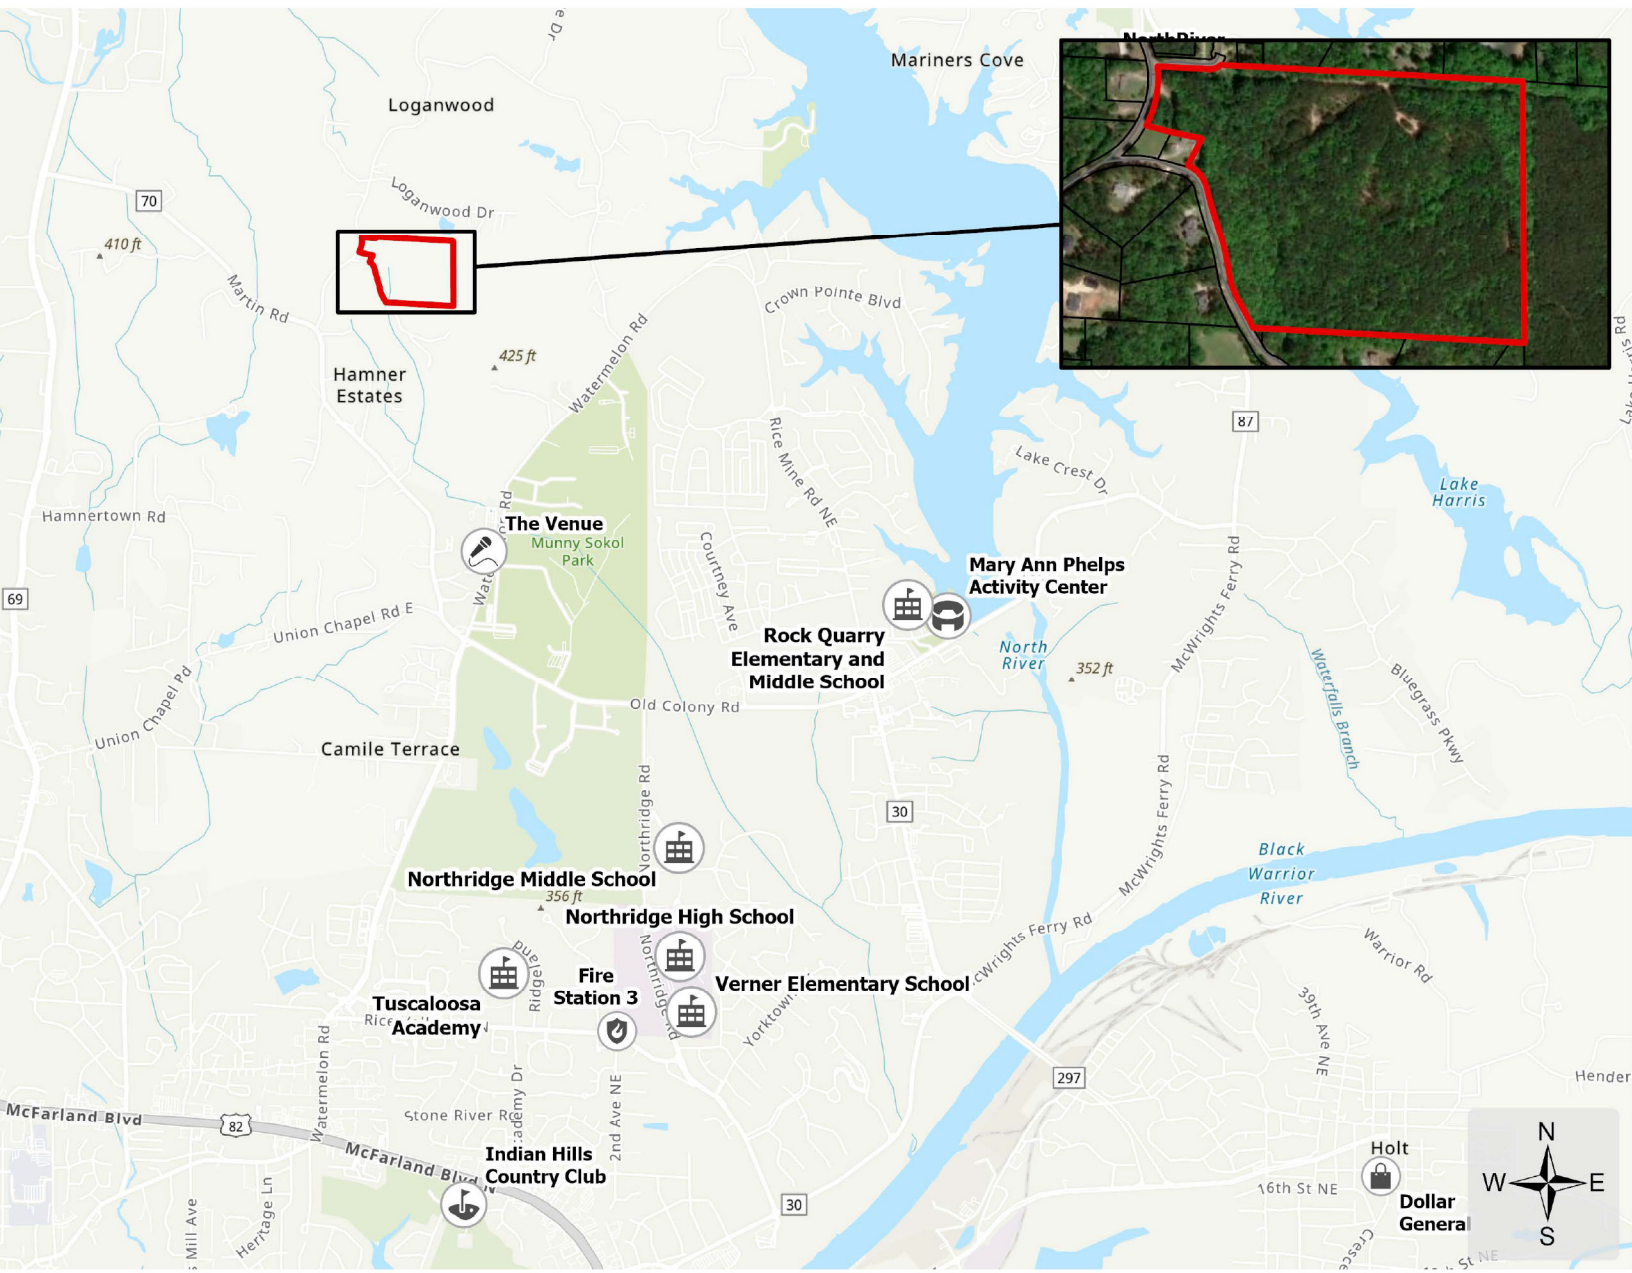 NorthRiver
Mariners Cove
Loganwood
Loganwood Dr
70
410 ft
Martin Rd
Crown Pointe Blvd
Watermelon Rd
425 ft
Hamner
Estates
87
Rice Mine Rd NE
Lake Crest Dr
Lake
Harris
Hamnertown Rd
The Venue
Munny Sokol
Park
Courtney Ave
Mary Ann Phelps
Activity Center
69
Union Chapel Rd E
Rock Quarry
Elementary and
Middle School
North
River
352 ft
McWrights Ferry Rd
Waterfalls Branch
Bluegrass Pkwy
Union Chapel Rd
Old Colony Rd
Camile Terrace
Northridge Rd
30
McWrights Ferry Rd
Black
Warrior
River
Northridge Middle School
356 ft
Northridge High School
Northridge Rd
Warrior Rd
Fire
Station 3
Verner Elementary School
Tuscaloosa
Academy
39th Ave NE
297
Watermelon Rd
McFarland Blvd
82
Stone River Rd
2nd Ave NE
McFarland Blvd N
Indian Hills
Country Club
Heritage Ln
Mill Ave
30
Holt
16th St NE
Dollar
General
N
W
E
S